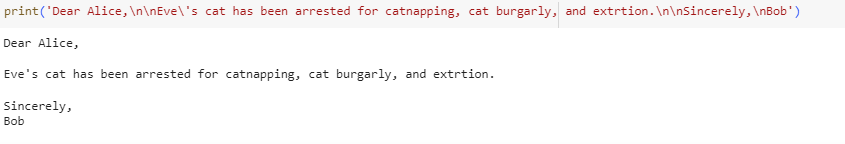 print('Dear Alice,\n\nEve\'s cat has been arrested for catnapping, cat burgarly, and extrtion.\n\nSincerely,\nBob')
Dear Alice,
Eve's cat has been arrested for catnapping, cat burgarly, and extrtion.
Sincerely,
Bob